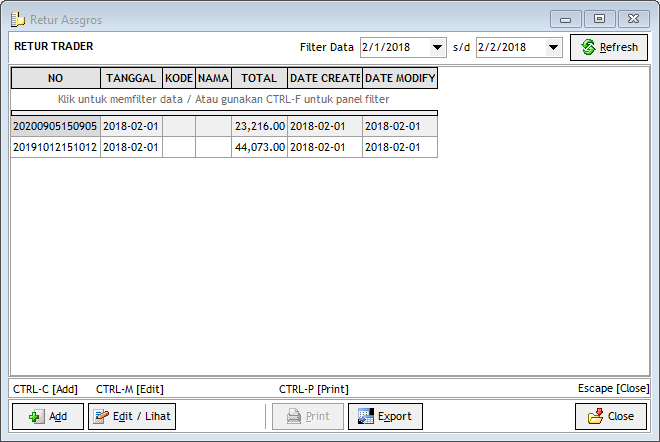 Retur Assgros
RETUR TRADER Filter Data 2/1/2018 s/d 2/2/2018 Refresh
NO TANGGAL KODE NAMA TOTAL DATE CREATE DATE MODIFY
Klik untuk memfilter data / Atau gunakan CTRL-F untuk panel filter
20200905150905 2018-02-01 23,216.00 2018-02-01 2018-02-01
20191012151012 2018-02-01 44,073.00 2018-02-01 2018-02-01
CTRL-C [Add] CTRL-M [Edit] CTRL-P [Print] Escape [Close]
Add Edit / Lihat Print Export Close